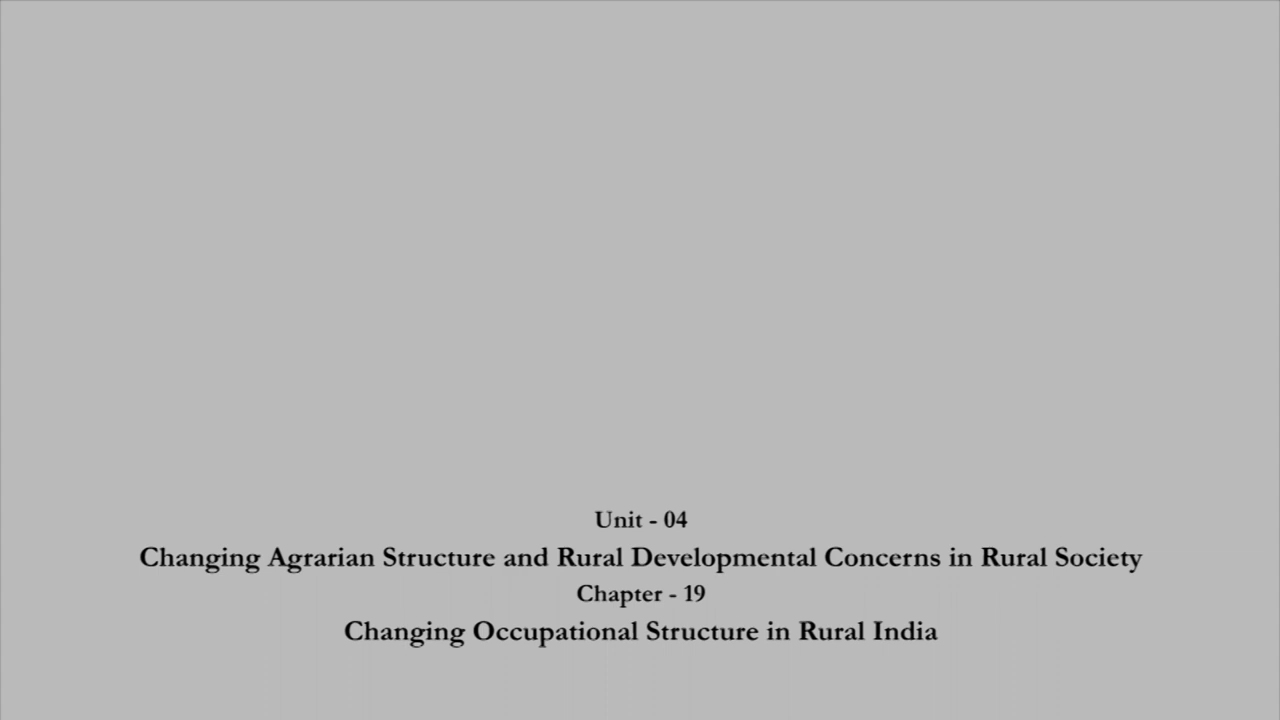 Unit - 04
Changing Agrarian Structure and Rural Developmental Concerns in Rural Society
Chapter - 19
Changing Occupational Structure in Rural India